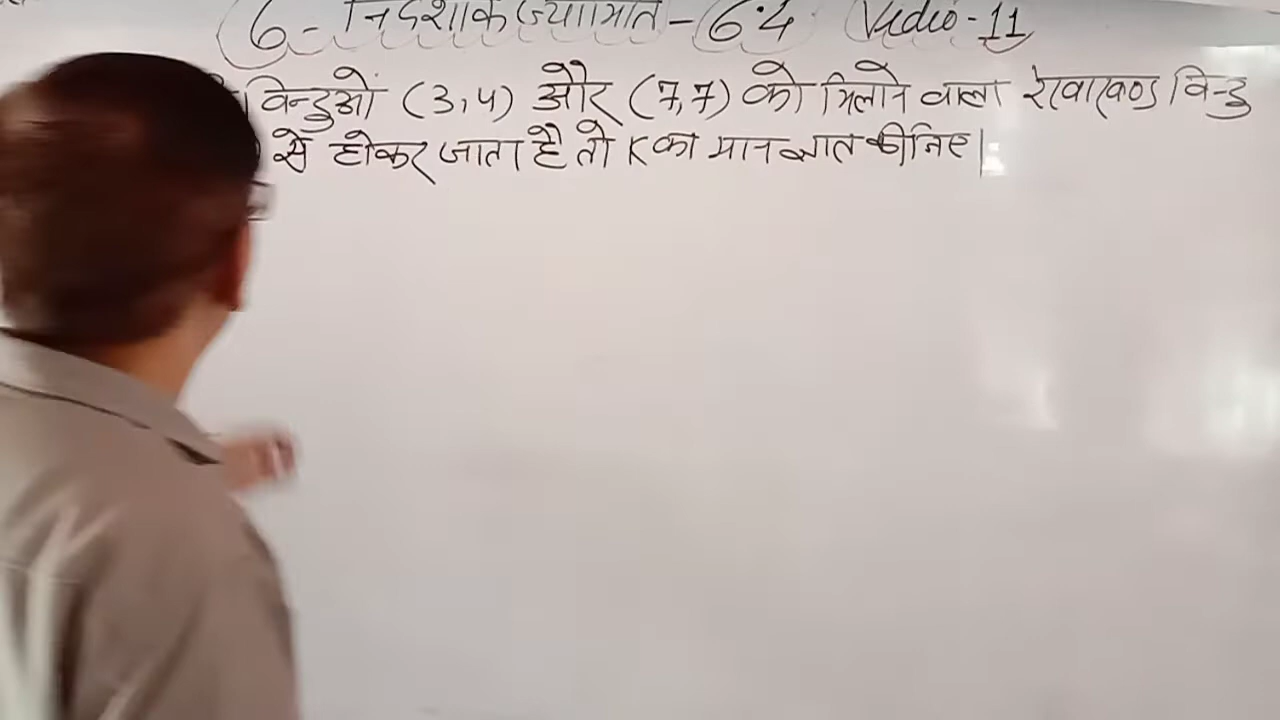 6- निर्देशांक ज्यामिति - 6.4 Video - 11
विन्दुओं (3,4) और (7,7) को मिलाने वाला रेखाखण्ड विन्दु
से होकर जाता है तो K का मान ज्ञात कीजिए|